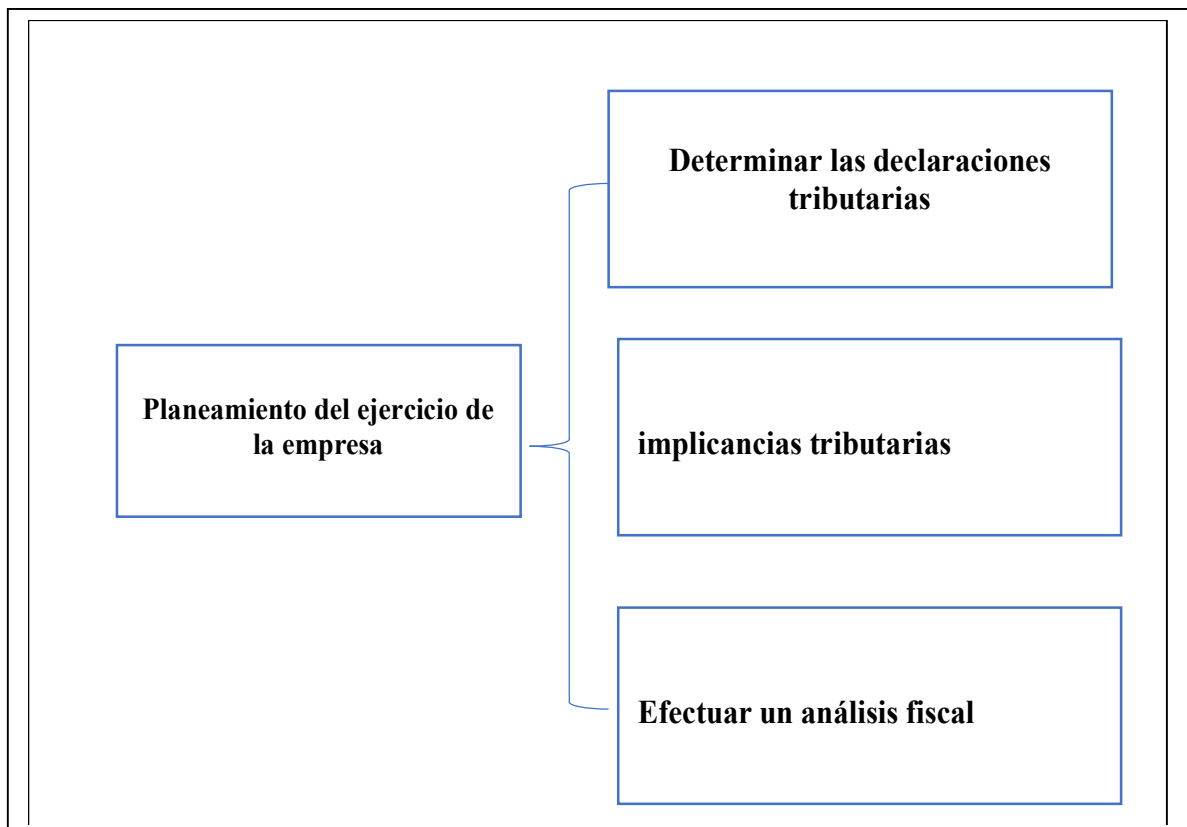 Determinar las declaraciones
tributarias
Planeamiento del ejercicio de
la empresa
implicancias tributarias
Efectuar un análisis fiscal